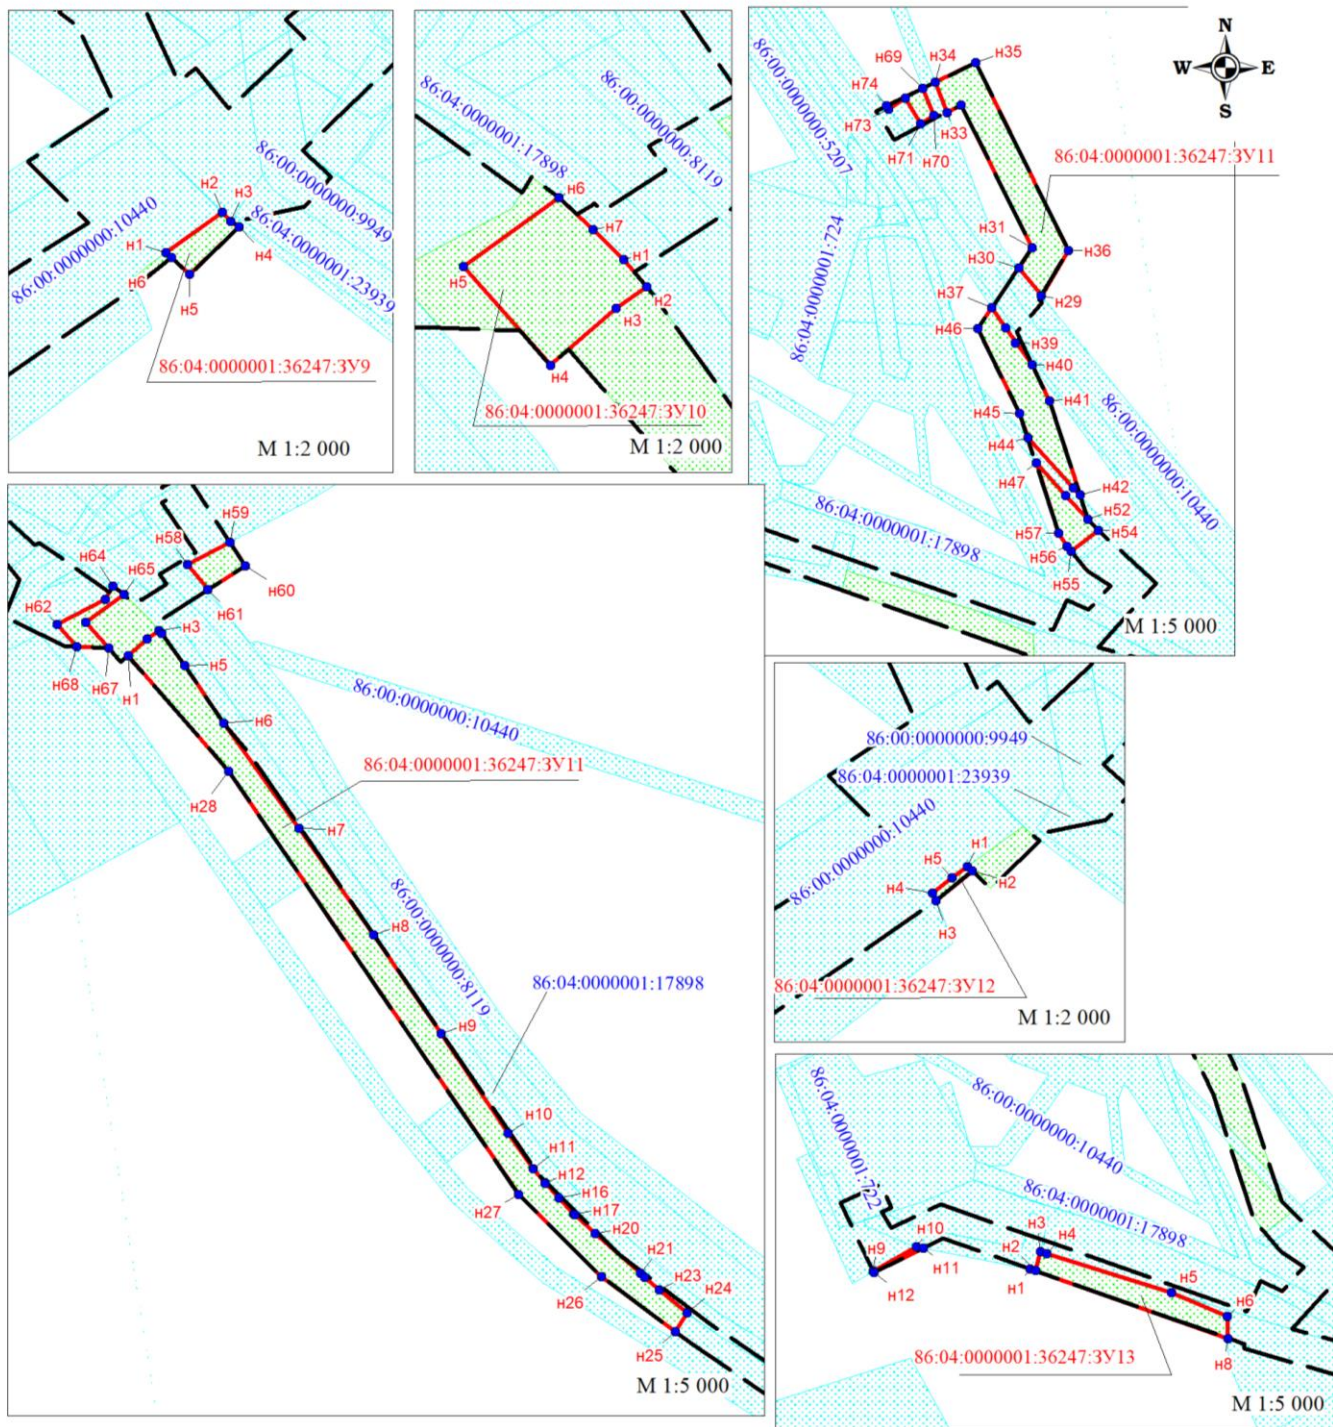 86:00:0000000:9949
86:04:0000001:23939
86:00:0000000:10440
Н2
Н3
Н1
Н4
Н6
Н5
86:04:0000001:36247:ЗУ9
М 1:2 000
86:04:0000001:17898
86:00:0000000:8119
Н6
Н7
Н1
Н5
Н2
Н3
Н4
86:04:0000001:36247:ЗУ10
М 1:2 000
N
W
E
S
86:00:0000000:5207
86:04:0000001:724
Н69
Н34
Н35
Н74
Н73
Н33
Н71
Н70
86:04:0000001:36247:ЗУ11
Н31
Н36
Н30
Н29
Н37
Н46
Н39
Н40
Н41
Н45
Н44
86:00:0000000:10440
Н47
Н42
Н52
Н54
Н57
Н56
Н55
86:04:0000001:17898
М 1:5 000
Н59
Н58
Н64
Н65
Н60
Н61
Н62
Н3
Н68
Н67
Н1
Н5
86:00:0000000:10440
Н6
86:04:0000001:36247:ЗУ11
Н28
Н7
86:00:0000000:8119
Н8
86:04:0000001:17898
Н9
Н10
Н11
Н12
Н16
Н17
Н27
Н20
Н21
Н23
Н24
Н26
Н25
М 1:5 000
86:00:0000000:9949
86:04:0000001:23939
86:00:0000000:10440
Н1
Н5
Н2
Н4
Н3
86:04:0000001:36247:ЗУ12
М 1:2 000
86:04:0000001:722
86:00:0000000:10440
86:04:0000001:17898
Н10
Н3
Н4
Н9
Н2
Н11
Н12
Н1
Н5
Н6
Н8
86:04:0000001:36247:ЗУ13
М 1:5 000